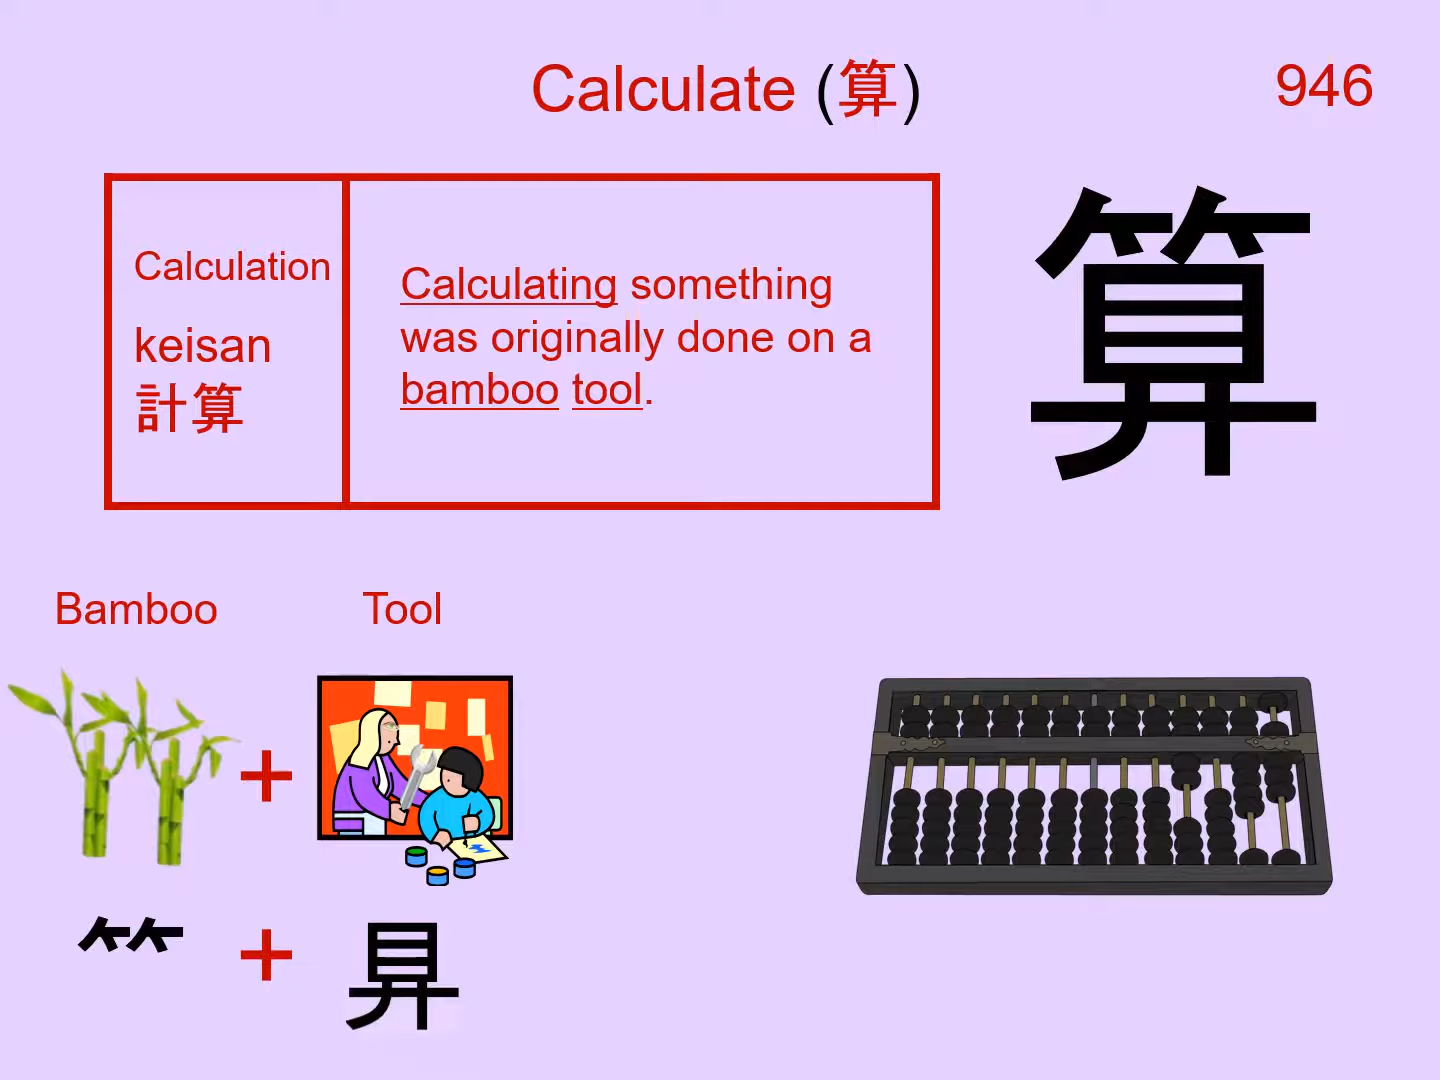 Calculate (算)
946
Calculation
keisan
計算
Calculating something
was originally done on a
bamboo tool.
算
Bamboo
Tool
+
𥫗 + 昇